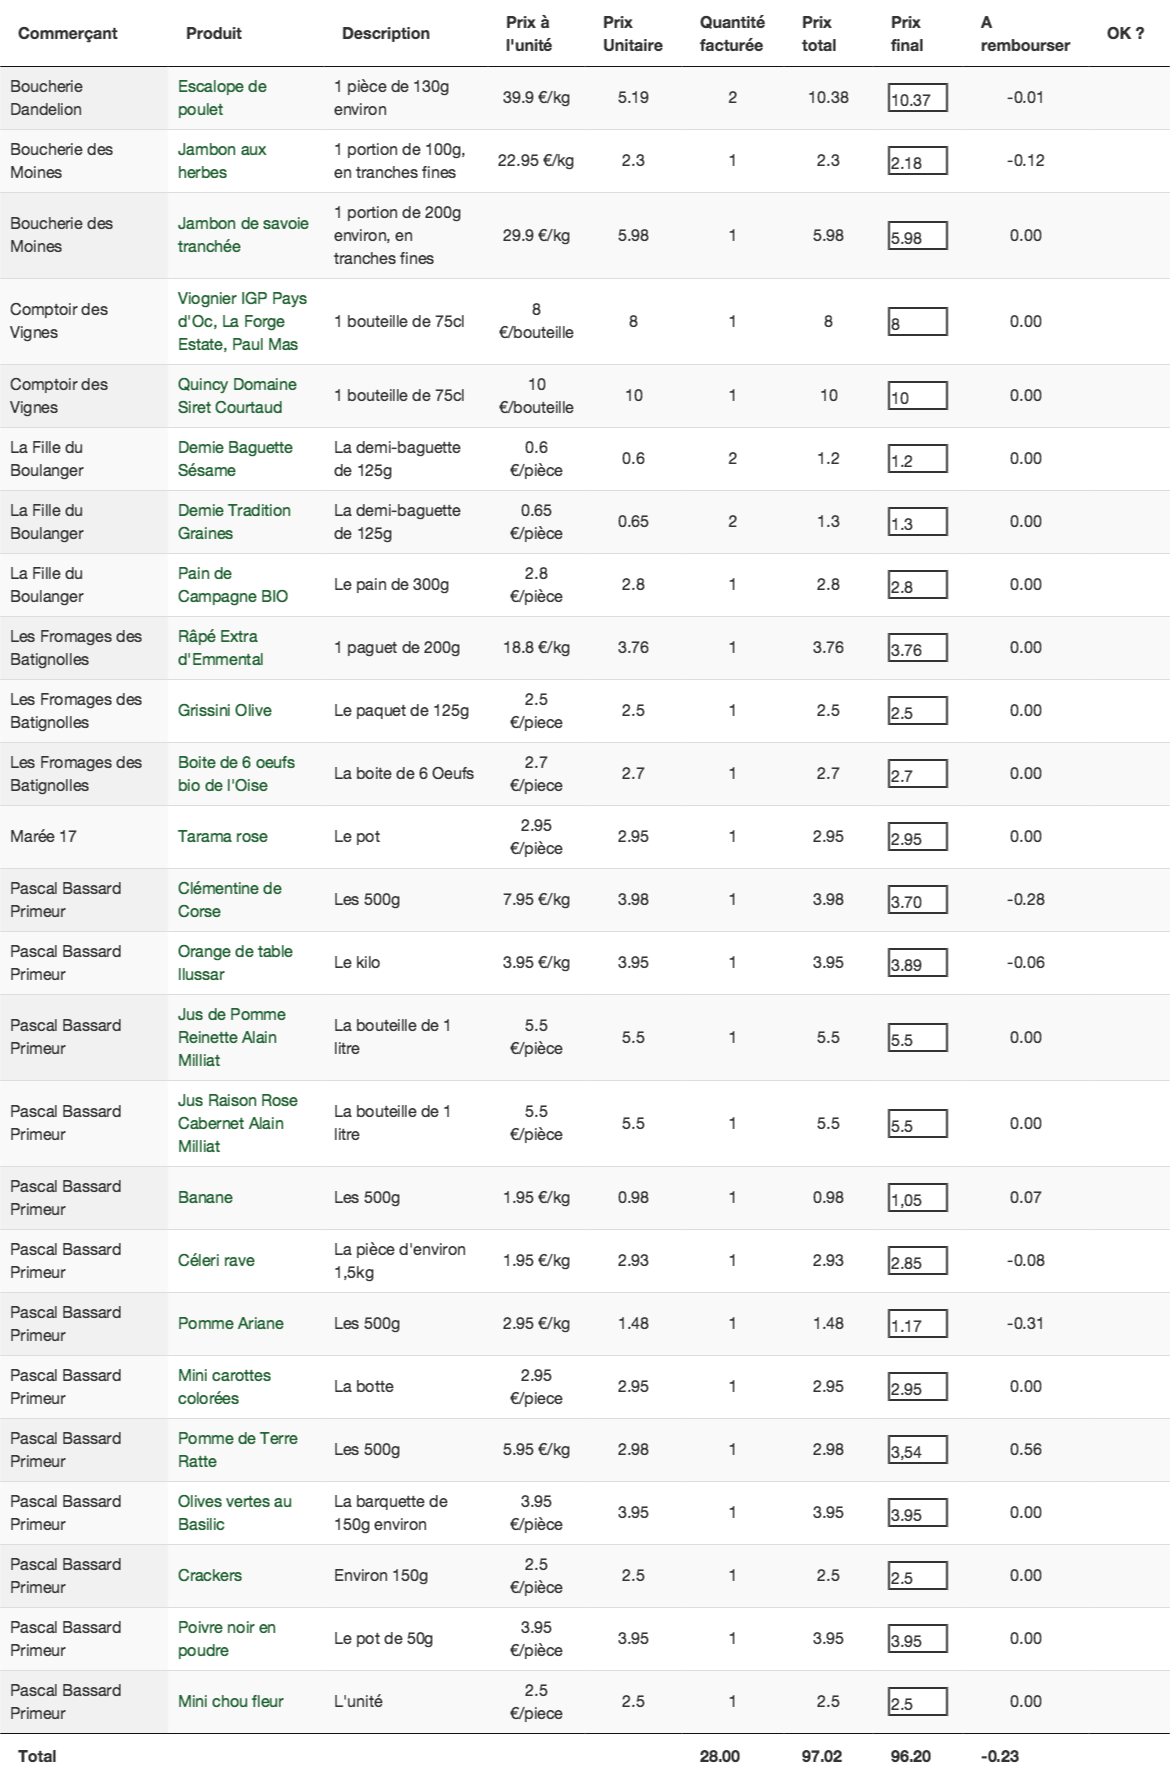 Commerçant Produit Description Prix à l'unité Prix Unitaire Quantité facturée Prix total Prix final A rembourser OK ?
Boucherie Dandelion Escalope de poulet 1 pièce de 130g environ 39.9 €/kg 5.19 2 10.38 10.37 -0.01
Boucherie des Moines Jambon aux herbes 1 portion de 100g, en tranches fines 22.95 €/kg 2.3 1 2.3 2.18 -0.12
Boucherie des Moines Jambon de savoie tranchée 1 portion de 200g environ, en tranches fines 29.9 €/kg 5.98 1 5.98 5.98 0.00
Comptoir des Vignes Viognier IGP Pays d'Oc, La Forge Estate, Paul Mas 1 bouteille de 75cl 8 €/bouteille 8 1 8 8 0.00
Comptoir des Vignes Quincy Domaine Siret Courtaud 1 bouteille de 75cl 10 €/bouteille 10 1 10 10 0.00
La Fille du Boulanger Demie Baguette Sésame La demi-baguette de 125g 0.6 €/pièce 0.6 2 1.2 1.2 0.00
La Fille du Boulanger Demie Tradition Graines La demi-baguette de 125g 0.65 €/pièce 0.65 2 1.3 1.3 0.00
La Fille du Boulanger Pain de Campagne BIO Le pain de 300g 2.8 €/pièce 2.8 1 2.8 2.8 0.00
Les Fromages des Batignolles Râpé Extra d'Emmental 1 paguet de 200g 18.8 €/kg 3.76 1 3.76 3.76 0.00
Les Fromages des Batignolles Grissini Olive Le paquet de 125g 2.5 €/piece 2.5 1 2.5 2.5 0.00
Les Fromages des Batignolles Boite de 6 oeufs bio de l'Oise La boite de 6 Oeufs 2.7 €/piece 2.7 1 2.7 2.7 0.00
Marée 17 Tarama rose Le pot 2.95 €/pièce 2.95 1 2.95 2.95 0.00
Pascal Bassard Primeur Clémentine de Corse Les 500g 7.95 €/kg 3.98 1 3.98 3.70 -0.28
Pascal Bassard Primeur Orange de table Ilussar Le kilo 3.95 €/kg 3.95 1 3.95 3.89 -0.06
Pascal Bassard Primeur Jus de Pomme Reinette Alain Milliat La bouteille de 1 litre 5.5 €/pièce 5.5 1 5.5 5.5 0.00
Pascal Bassard Primeur Jus Raison Rose Cabernet Alain Milliat La bouteille de 1 litre 5.5 €/pièce 5.5 1 5.5 5.5 0.00
Pascal Bassard Primeur Banane Les 500g 1.95 €/kg 0.98 1 0.98 1,05 0.07
Pascal Bassard Primeur Céleri rave La pièce d'environ 1,5kg 1.95 €/kg 2.93 1 2.93 2.85 -0.08
Pascal Bassard Primeur Pomme Ariane Les 500g 2.95 €/kg 1.48 1 1.48 1.17 -0.31
Pascal Bassard Primeur Mini carottes colorées La botte 2.95 €/piece 2.95 1 2.95 2.95 0.00
Pascal Bassard Primeur Pomme de Terre Ratte Les 500g 5.95 €/kg 2.98 1 2.98 3,54 0.56
Pascal Bassard Primeur Olives vertes au Basilic La barquette de 150g environ 3.95 €/pièce 3.95 1 3.95 3.95 0.00
Pascal Bassard Primeur Crackers Environ 150g 2.5 €/pièce 2.5 1 2.5 2.5 0.00
Pascal Bassard Primeur Poivre noir en poudre Le pot de 50g 3.95 €/pièce 3.95 1 3.95 3.95 0.00
Pascal Bassard Primeur Mini chou fleur L'unité 2.5 €/piece 2.5 1 2.5 2.5 0.00
Total 28.00 97.02 96.20 -0.23